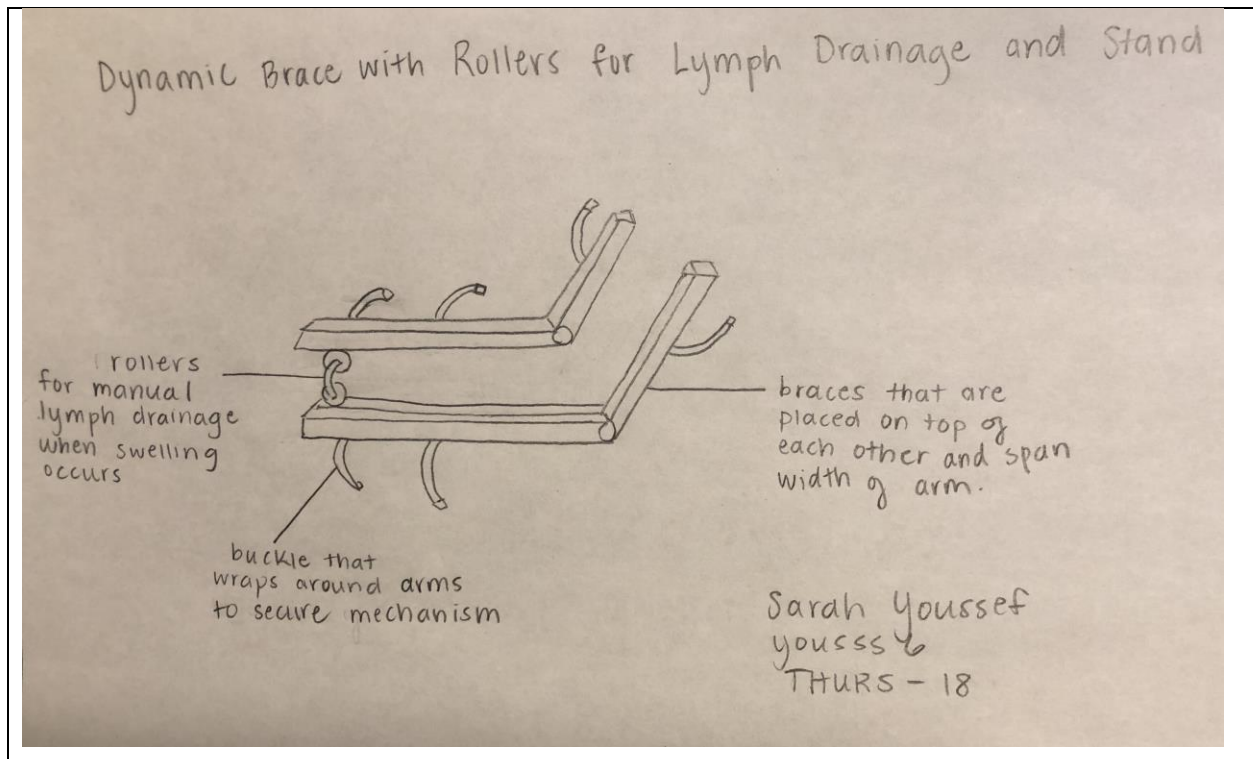 Dynamic Brace with Rollers for Lymph Drainage and Stand
rollers
for manual
lymph drainage
when swelling
occurs
braces that are
placed on top of
each other and span
width of arm.
buckle that
wraps around arms
to secure mechanism
Sarah Youssef
yousss6
THURS - 18